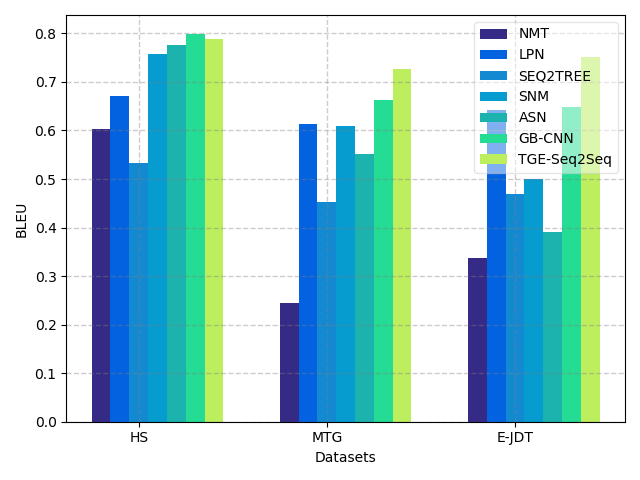 0.8
0.7
0.6
0.5
0.4
0.3
0.2
0.1
0.0
BLEU
HS
MTG
E-JDT
Datasets
NMT
LPN
SEQ2TREE
SNM
ASN
GB-CNN
TGE-Seq2Seq